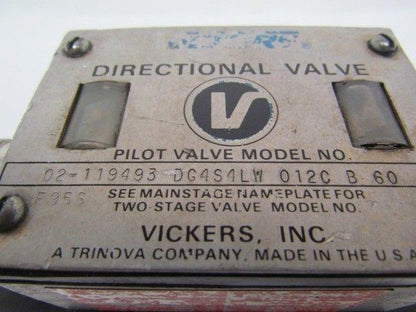 DIRECTIONAL VALVE
V
PILOT VALVE MODEL NO.
02-119493 DG4S4LW 012C B 60
SEE MAINSTAGE NAMEPLATE FOR
TWO-STAGE VALVE MODEL NO.
VICKERS, INC.
A TRINOVA COMPANY, MADE IN THE U.S.A